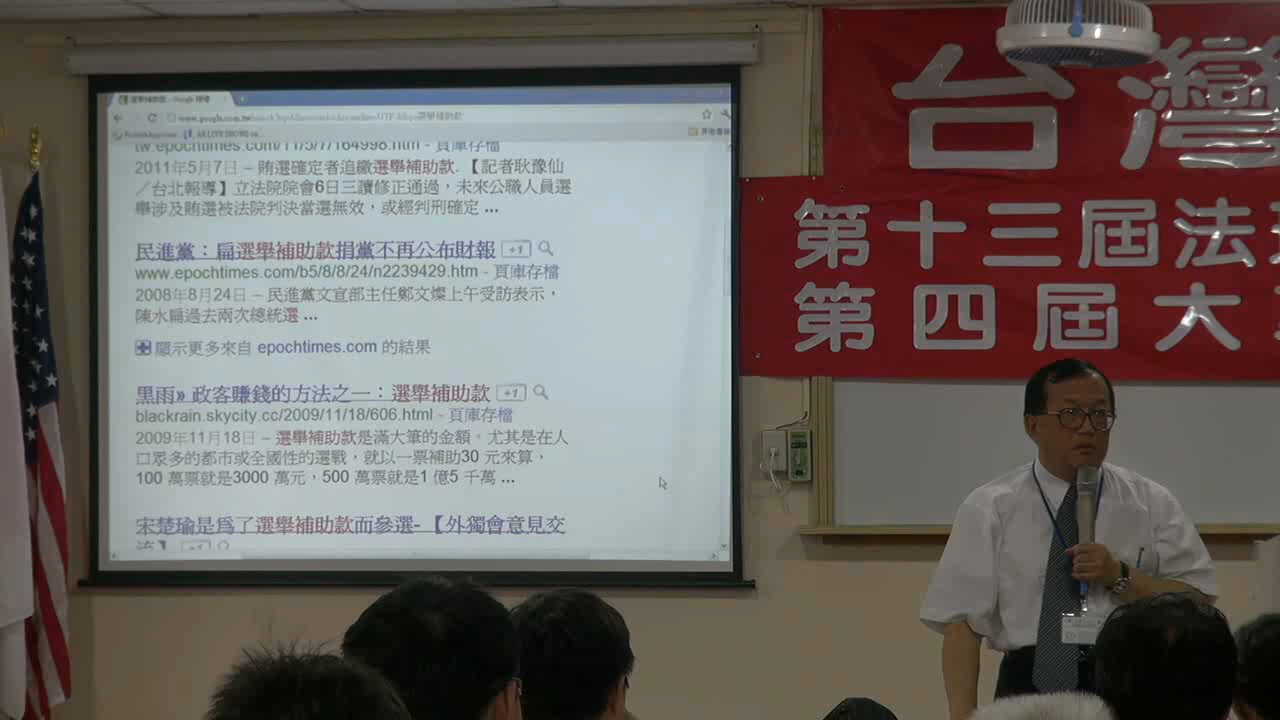 選舉補助款 - Google 搜尋
tw.epochtimes.com/11/5/7/164998.htm - 頁庫存檔
2011年5月7日 – 賄選確定者追繳選舉補助款. 【記者耿豫仙
／台北報導】立法院院會6日三讀修正通過，未來公職人員選
舉涉及賄選被法院判決當選無效，或經判刑確定 ...
民進黨：扁選舉補助款捐黨不再公布財報 +1
www.epochtimes.com/b5/8/8/24/n2239429.htm - 頁庫存檔
2008年8月24日 – 民進黨文宣部主任鄭文燦上午受訪表示，
陳水扁過去兩次總統選 ...
顯示更多來自 epochtimes.com 的結果
黑雨» 政客賺錢的方法之一：選舉補助款 +1
blackrain.skycity.cc/2009/11/18/606.html - 頁庫存檔
2009年11月18日 – 選舉補助款是滿大筆的金額。尤其是在人
口眾多的都市或全國性的選戰，就以一票補助30 元來算，
100 萬票就是3000 萬元，500 萬票就是1 億5 千萬 ...
宋楚瑜是爲了選舉補助款而參選-【外獨會意見交
流】 +1
台灣
第十三屆法
第四屆大